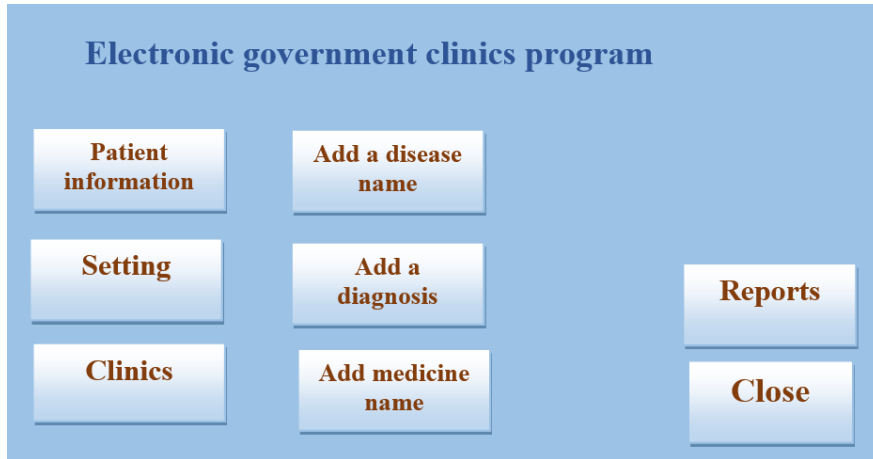 Electronic government clinics program
Patient
information
Add a disease
name
Setting
Add a
diagnosis
Reports
Clinics
Add medicine
name
Close